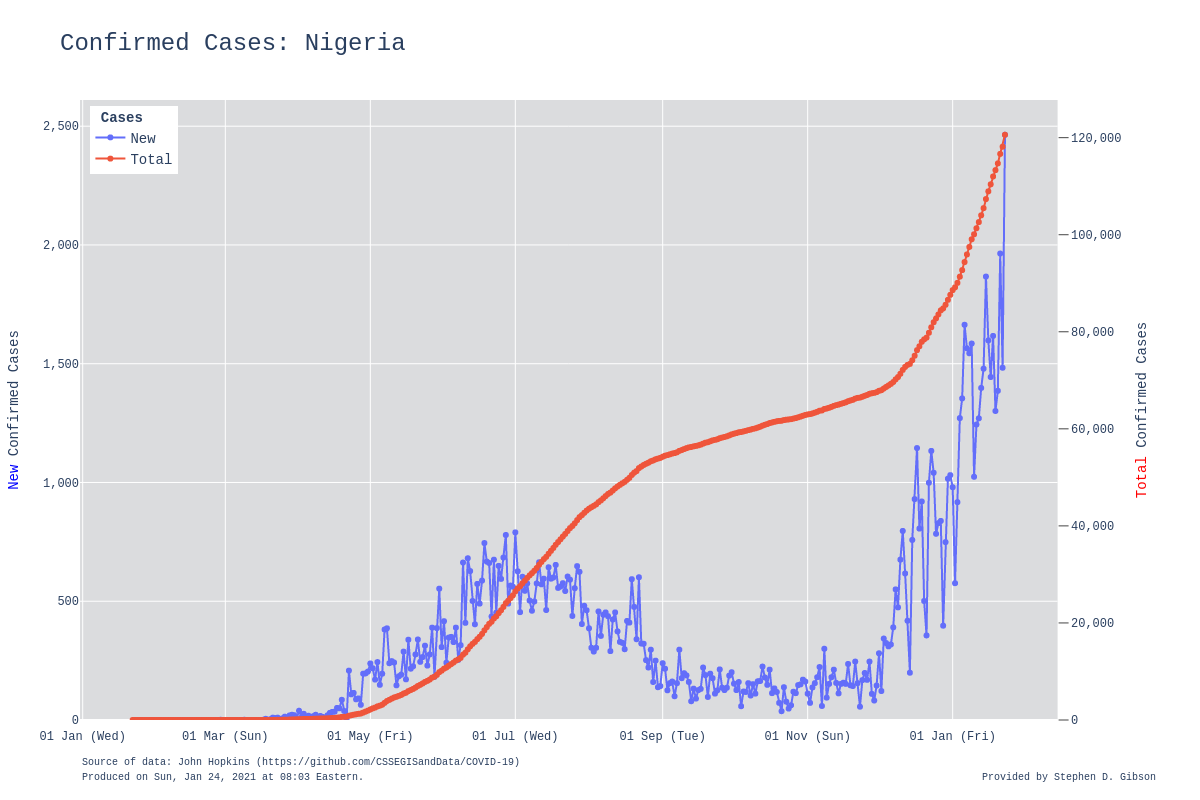 Confirmed Cases: Nigeria
Cases
New
Total
2,500
2,000
1,500
1,000
500
0
New Confirmed Cases
120,000
100,000
80,000
60,000
40,000
20,000
0
Total Confirmed Cases
01 Jan (Wed) 01 Mar (Sun) 01 May (Fri) 01 Jul (Wed) 01 Sep (Tue) 01 Nov (Sun) 01 Jan (Fri)
Source of data: John Hopkins (https://github.com/CSSEGISandData/COVID-19)
Produced on Sun, Jan 24, 2021 at 08:03 Eastern.
Provided by Stephen D. Gibson